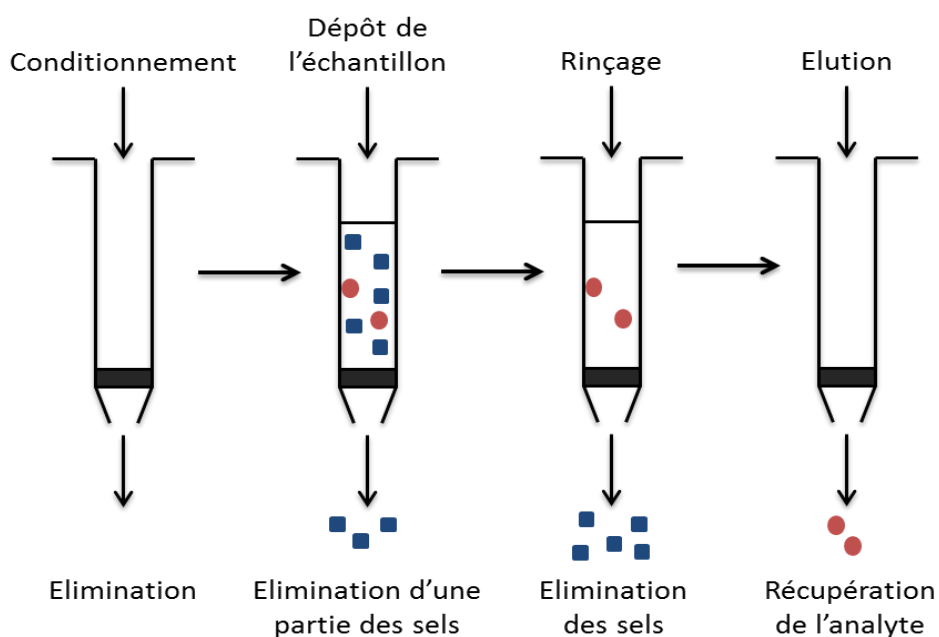 Conditionnement
Dépôt de
l’échantillon
Rinçage
Elution
Elimination
Elimination d’une
partie des sels
Elimination
des sels
Récupération
de l’analyte